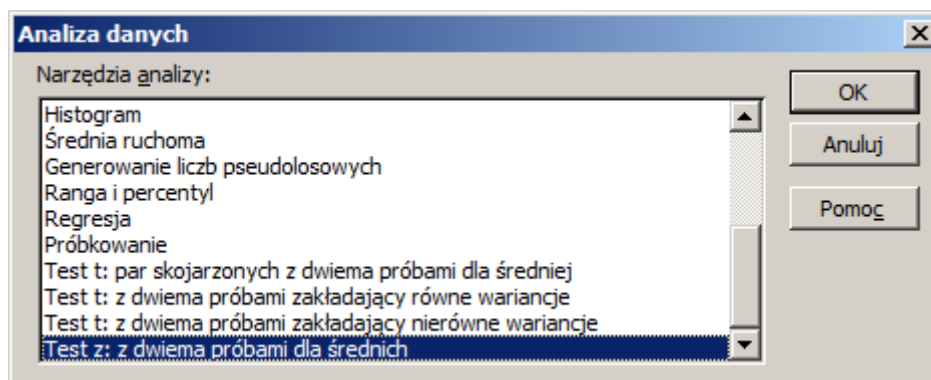 Analiza danych
Narzędzia analizy:
Histogram
Średnia ruchoma
Generowanie liczb pseudolosowych
Ranga i percentyl
Regresja
Próbkowanie
Test t: par skojarzonych z dwiema próbami dla średniej
Test t: z dwiema próbami zakładający równe wariancje
Test t: z dwiema próbami zakładający nierówne wariancje
Test z: z dwiema próbami dla średnich
OK
Anuluj
Pomoc